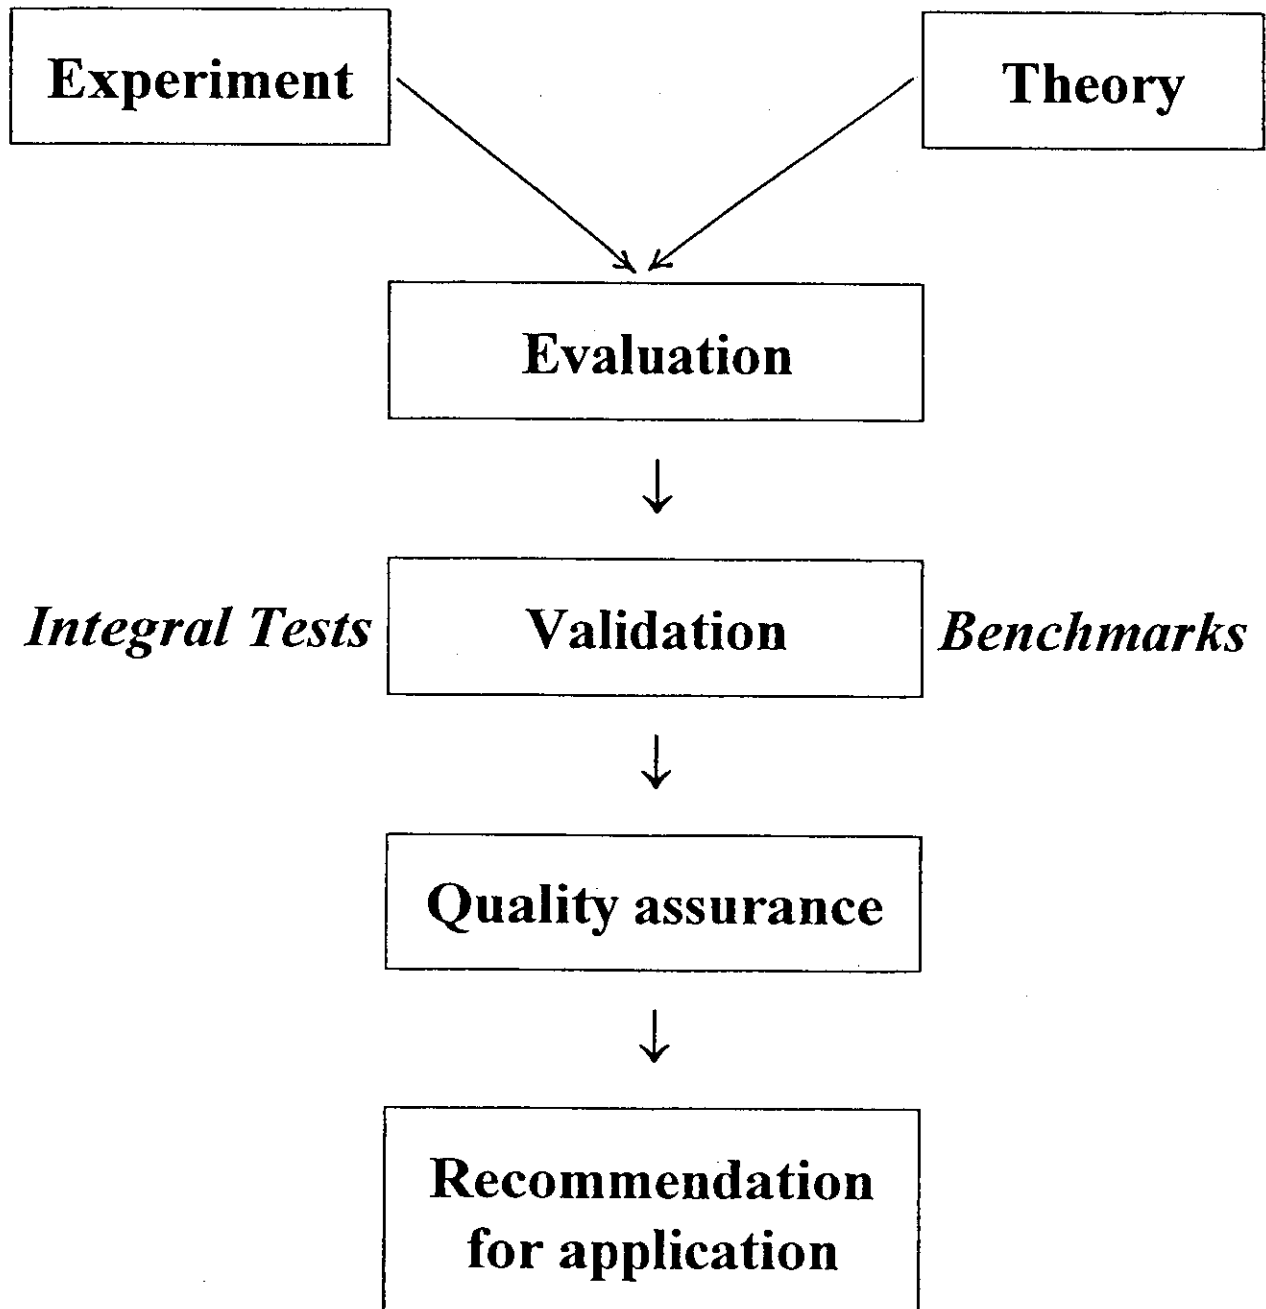 Experiment
Theory
Evaluation
Integral Tests
Validation
Benchmarks
Quality assurance
Recommendation
for application